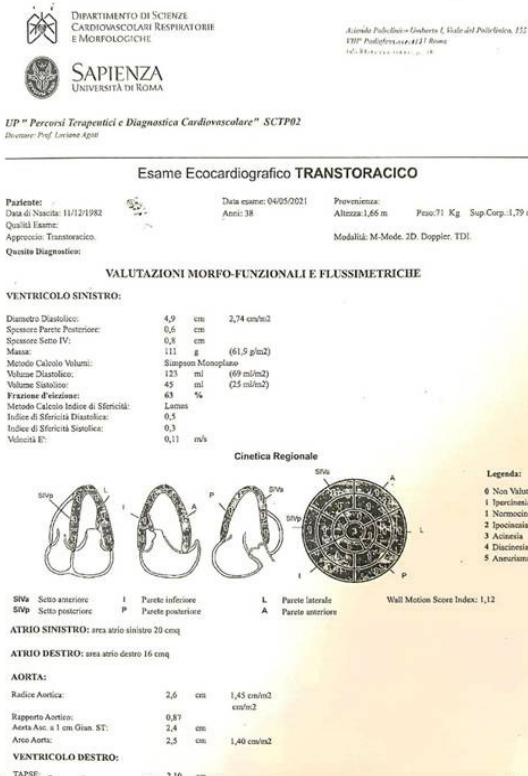 DIPARTIMENTO DI SCIENZE
CARDIOVASCOLARI RESPIRATORIE
E MORFOLOGICHE
Azienda Policlinico Umberto I, Viale del Policlinico, 155
Roma
SAPIENZA
UNIVERSITÀ DI ROMA
UP " Percorsi Terapeutici e Diagnostica Cardiovascolare" SCTP02
Direttore: Prof. Luciano Agati
Esame Ecocardiografico TRANSTORACICO
Paziente: Data esame: 04/05/2021 Provenienza:
Data di Nascita: 11/12/1982 Anni: 38 Altezza:1,66 m Peso:71 Kg Sup.Corp.:1,79
Qualità Esame:
Approccio: Transtoracico. Modalità: M-Mode. 2D. Doppler. TDI.
Quesito Diagnostico:
VALUTAZIONI MORFO-FUNZIONALI E FLUSSIMETRICHE
VENTRICOLO SINISTRO:
Diametro Diastolico: 4,9 cm 2,74 cm/m2
Spessore Parete Posteriore: 0,6 cm
Spessore Setto IV: 0,8 cm
Massa: 111 g (61,9 g/m2)
Metodo Calcolo Volumi: Simpson Monoplano
Volume Diastolico: 123 ml (69 ml/m2)
Volume Sistolico: 45 ml (25 ml/m2)
Frazione d'eiezione: 63 %
Metodo Calcolo Indice di Sfericità: Lamas
Indice di Sfericità Diastolica: 0,5
Indice di Sfericità Sistolica: 0,3
Velocità E': 0,11 m/s
Cinetica Regionale
SIVp L I A P SIVa
SIVa A SIVp L I P
Legenda:
0 Non Valut
1 Ipercinesi
1 Normocin
2 Ipocinesia
3 Acinesia
4 Discinesia
5 Aneurisma
SIVa Setto anteriore I Parete inferiore L Parete laterale Wall Motion Score Index: 1,12
SIVp Setto posteriore P Parete posteriore A Parete anteriore
ATRIO SINISTRO: area atrio sinistro 20 cmq
ATRIO DESTRO: area atrio destro 16 cmq
AORTA:
Radice Aortica: 2,6 cm 1,45 cm/m2
cm/m2
Rapporto Aortico: 0,87
Aorta Asc. a 1 cm Giun. ST: 2,4 cm
Arco Aorta: 2,5 cm 1,40 cm/m2
VENTRICOLO DESTRO:
TAPSE: 2,10 cm